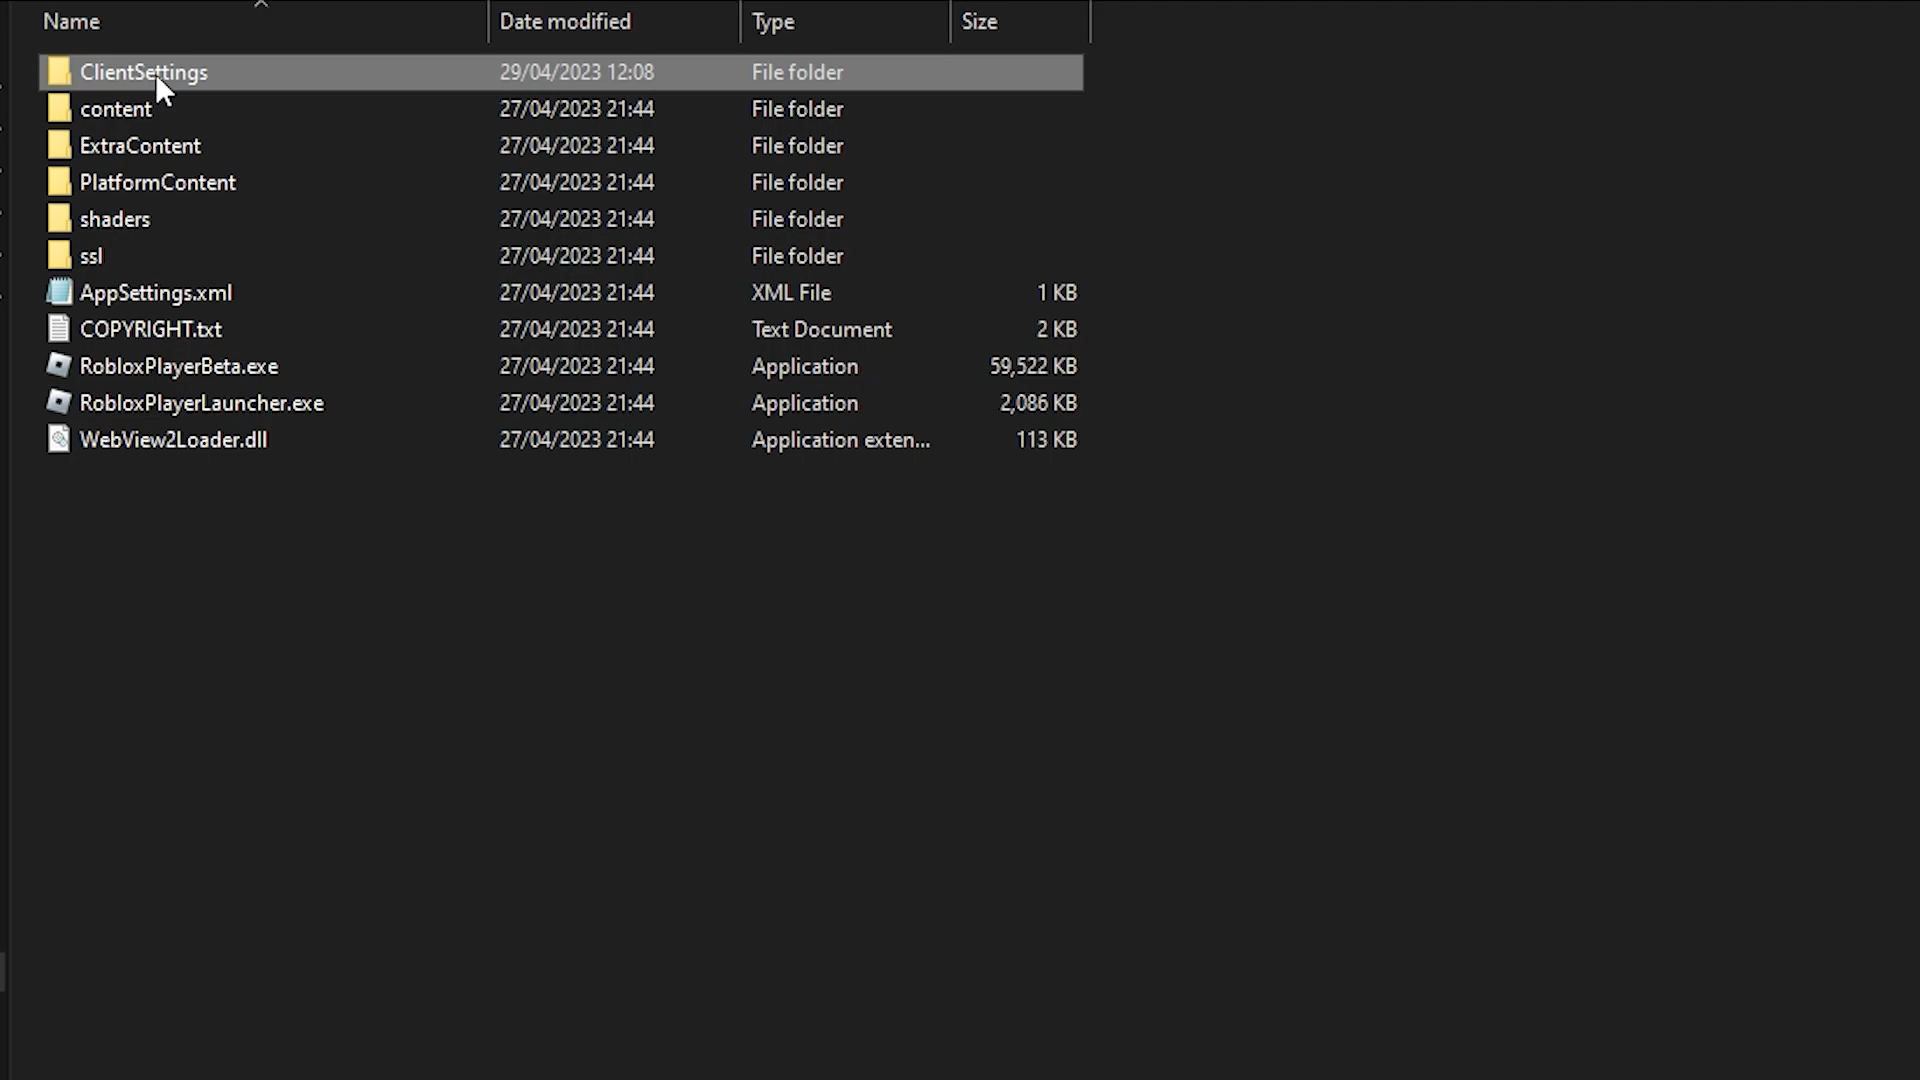 Name Date modified Type Size
ClientSettings 29/04/2023 12:08 File folder
content 27/04/2023 21:44 File folder
ExtraContent 27/04/2023 21:44 File folder
PlatformContent 27/04/2023 21:44 File folder
shaders 27/04/2023 21:44 File folder
ssl 27/04/2023 21:44 File folder
AppSettings.xml 27/04/2023 21:44 XML File 1 KB
COPYRIGHT.txt 27/04/2023 21:44 Text Document 2 KB
RobloxPlayerBeta.exe 27/04/2023 21:44 Application 59,522 KB
RobloxPlayerLauncher.exe 27/04/2023 21:44 Application 2,086 KB
WebView2Loader.dll 27/04/2023 21:44 Application exten... 113 KB